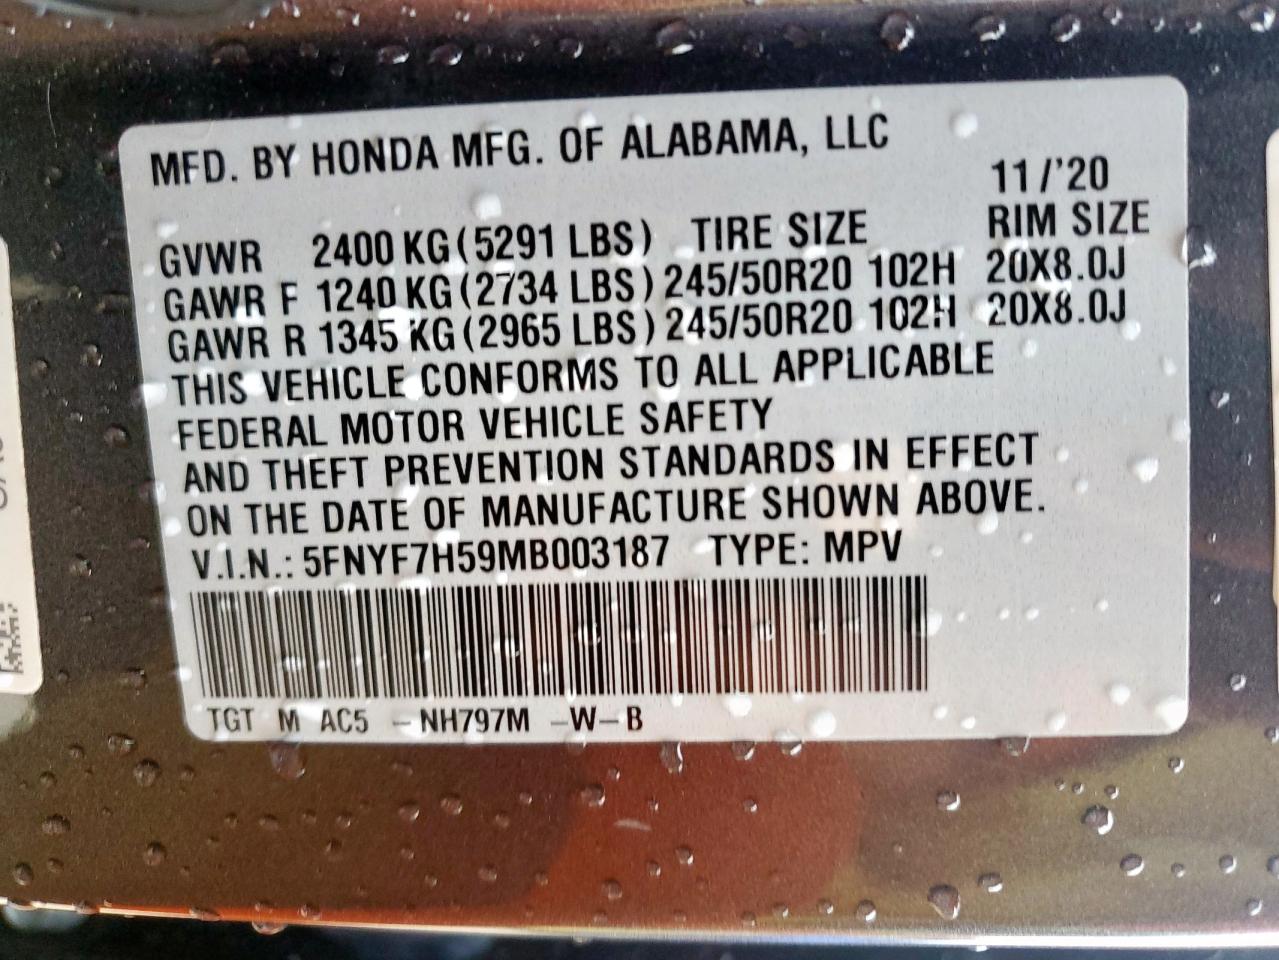 MFD. BY HONDA MFG. OF ALABAMA, LLC
11/'20
GVWR 2400 KG (5291 LBS) TIRE SIZE RIM SIZE
GAWR F 1240 KG (2734 LBS) 245/50R20 102H 20X8.0J
GAWR R 1345 KG (2965 LBS) 245/50R20 102H 20X8.0J
THIS VEHICLE CONFORMS TO ALL APPLICABLE
FEDERAL MOTOR VEHICLE SAFETY
AND THEFT PREVENTION STANDARDS IN EFFECT
ON THE DATE OF MANUFACTURE SHOWN ABOVE.
V.I.N.: 5FNYF7H59MB003187 TYPE: MPV
TGT M AC5 -NH797M -W-B